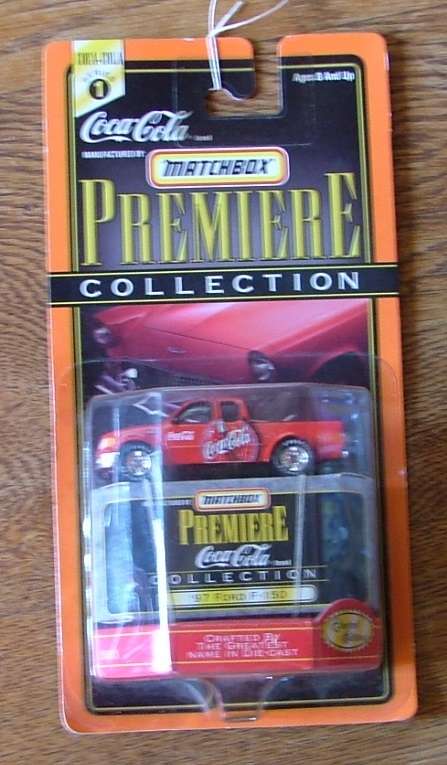 COCA-COLA
SERIES
1
Ages 8 And Up
Coca-Cola
MANUFACTURED BY
MATCHBOX
PREMIERE
COLLECTION
Coca-Cola
Coca-Cola
MATCHBOX
PREMIERE
Coca-Cola
COLLECTION
'97 FORD F-150
CRAFTED BY
THE GREATEST
NAME IN DIE-CAST